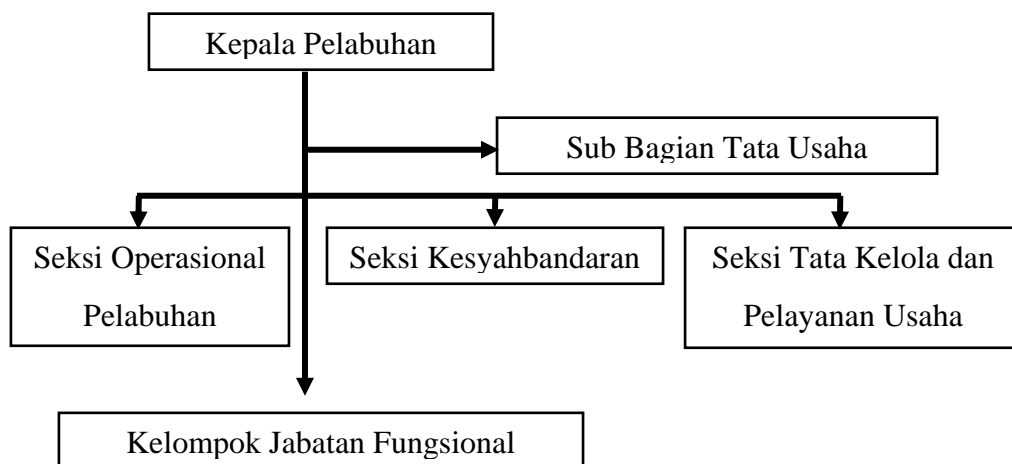 Kepala Pelabuhan
Sub Bagian Tata Usaha
Seksi Operasional
Pelabuhan
Seksi Kesyahbandaran
Seksi Tata Kelola dan
Pelayanan Usaha
Kelompok Jabatan Fungsional